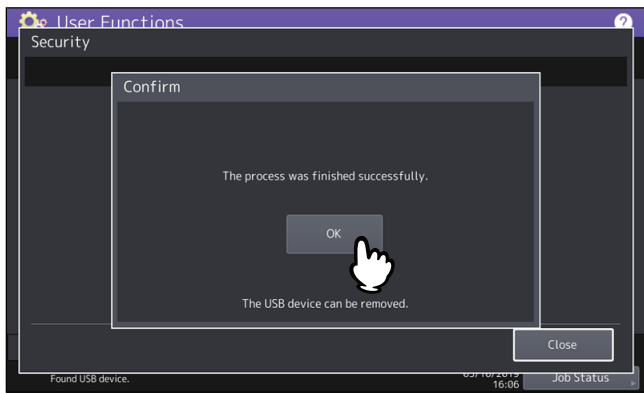 User Functions
?
Security
Confirm
The process was finished successfully.
OK
The USB device can be removed.
Close
Found USB device.
16:06
Job Status